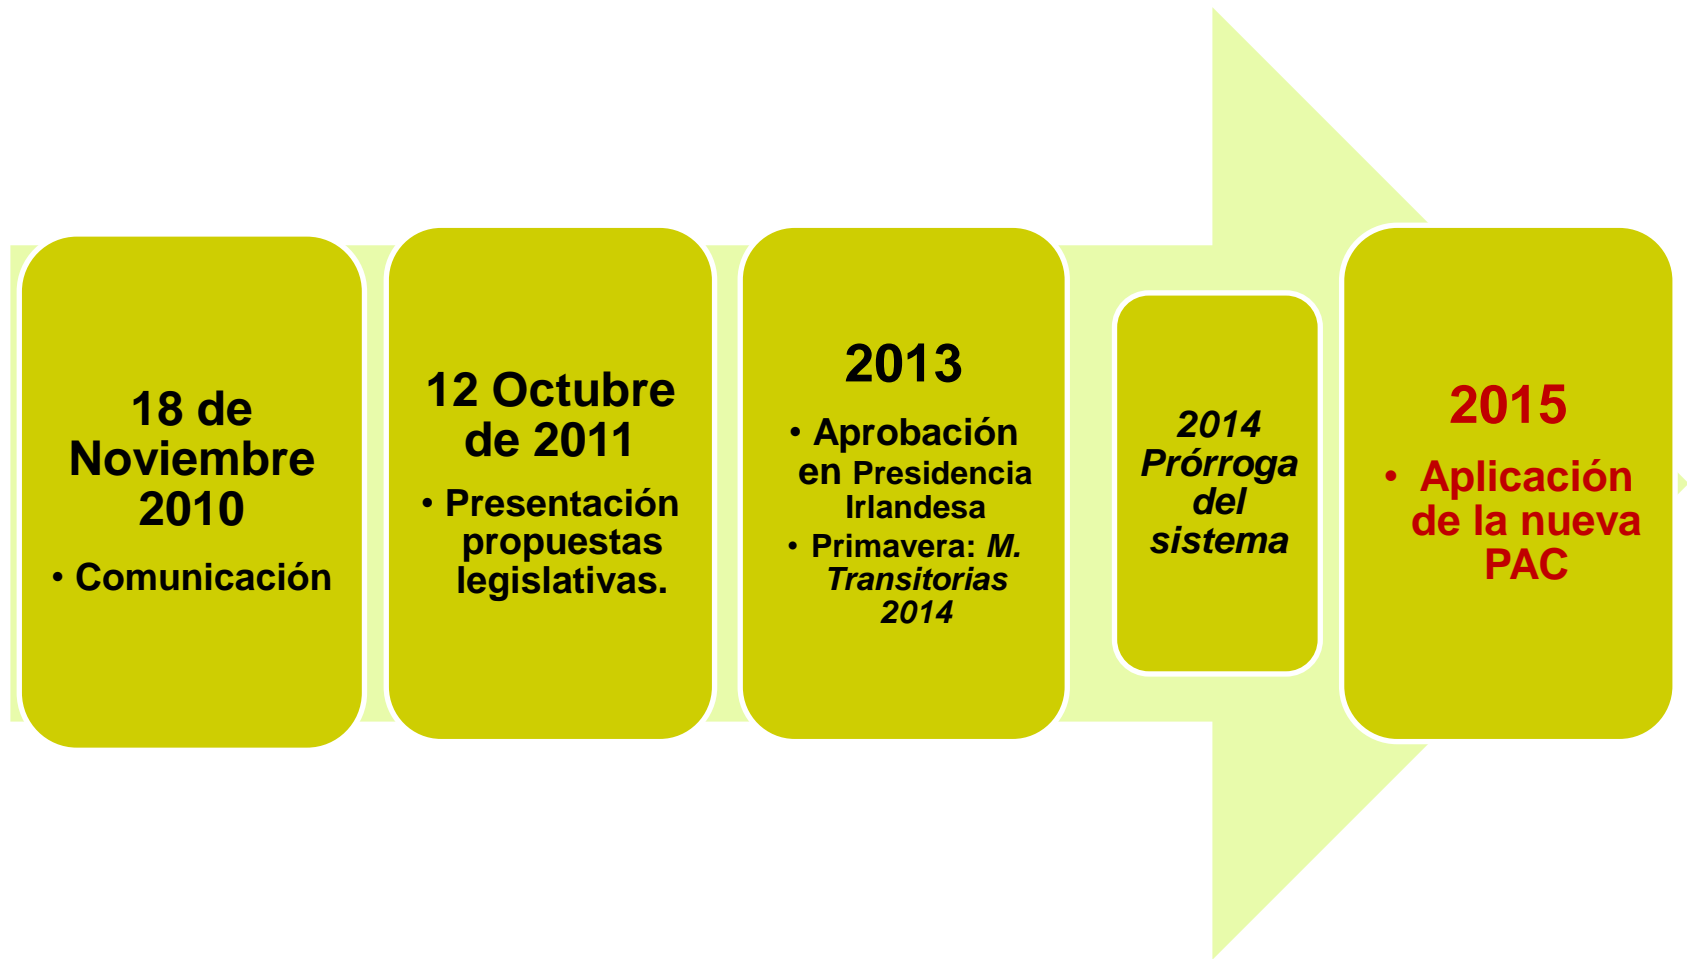 18 de
Noviembre
2010
• Comunicación
12 Octubre
de 2011
• Presentación
propuestas
legislativas.
2013
• Aprobación
en Presidencia
Irlandesa
• Primavera: M.
Transitorias
2014
2014
Prórroga
del
sistema
2015
• Aplicación
de la nueva
PAC